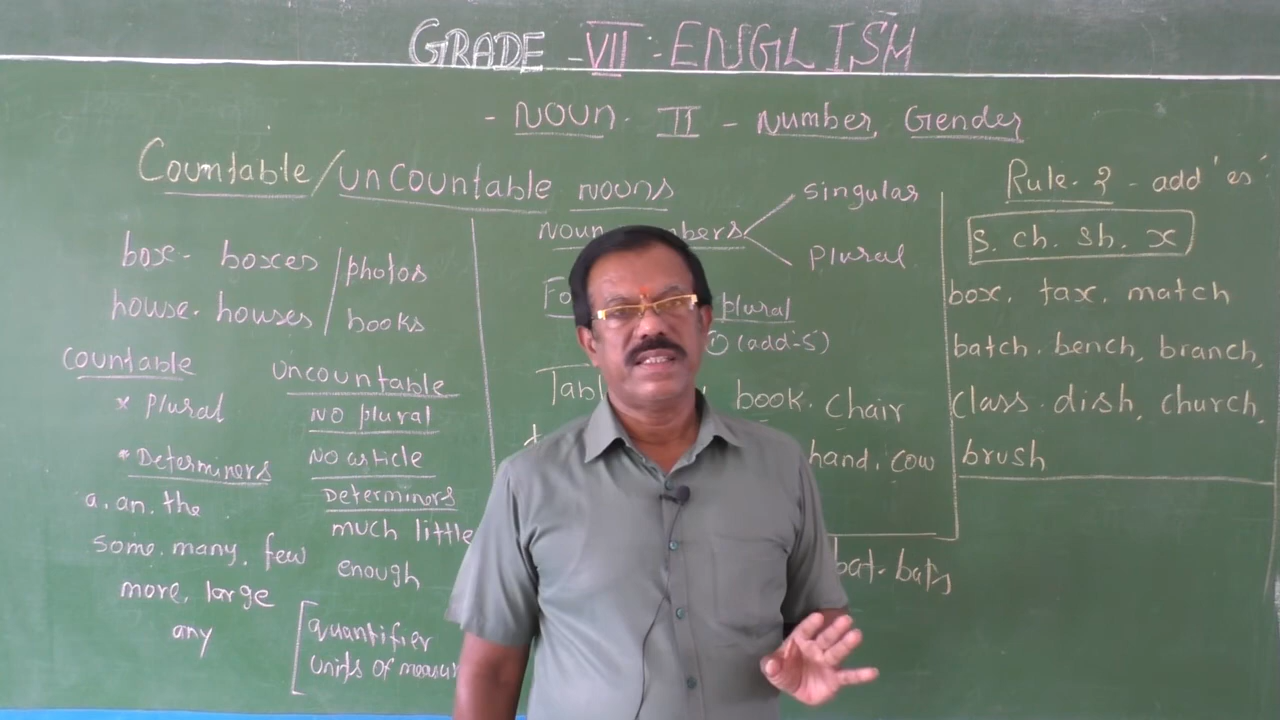 GRADE - VII - ENGLISH
- NOUN. II - Number, Gender
Countable/uncountable nouns
box - boxes
house. houses
photos
books
countable
* plural
* Determiners
a. an. the
some. many. few
more. large
any
uncountable
NO plural
NO article
Determiners
much little
enough
quantifier
units of
noun
singular
plural
plural
① (add-s)
book. chair
hand. cow
bat-bats
Rule. 2 - add 'es'
s. ch. sh. x
box. tax. match
batch. bench, branch,
class. dish, church,
brush